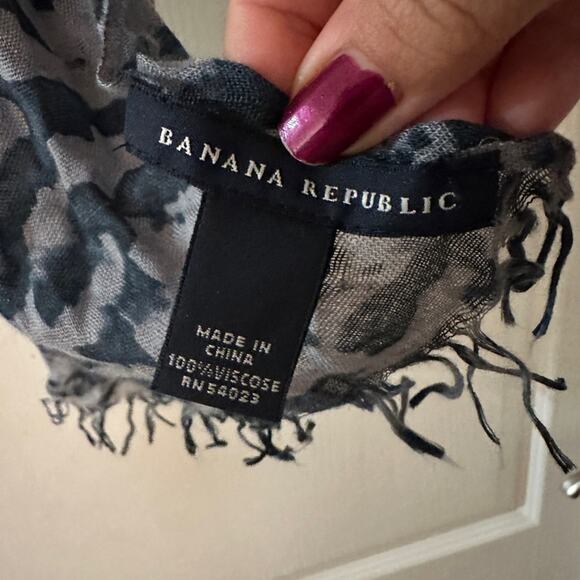 BANANA REPUBLIC
MADE IN
CHINA
100%VISCOSE
RN 54023